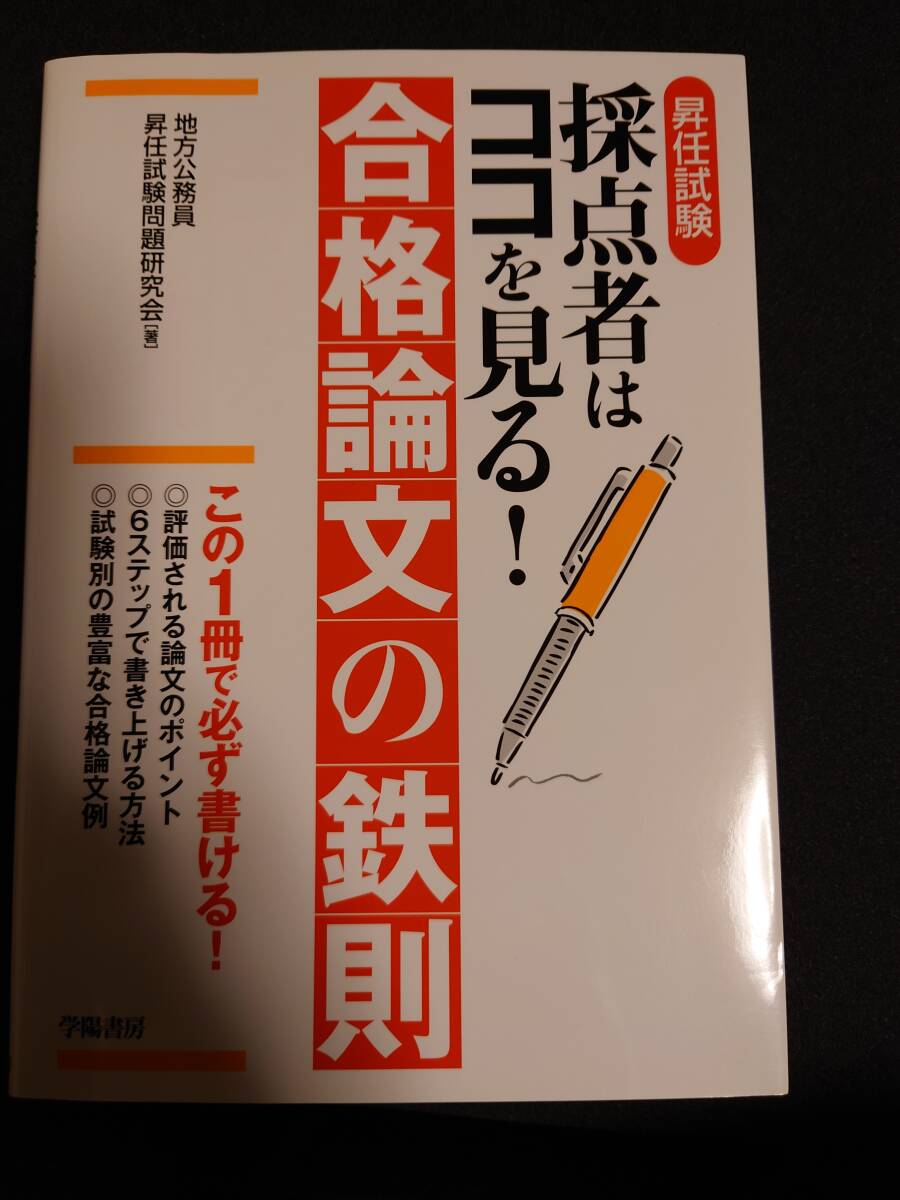 昇任試験
採点者は
ココを見る!
合格論文の鉄則
地方公務員
昇任試験問題研究会[著]
この1冊で必ず書ける!
◎評価される論文のポイント
◎6ステップで書き上げる方法
◎試験別の豊富な合格論文例
学陽書房